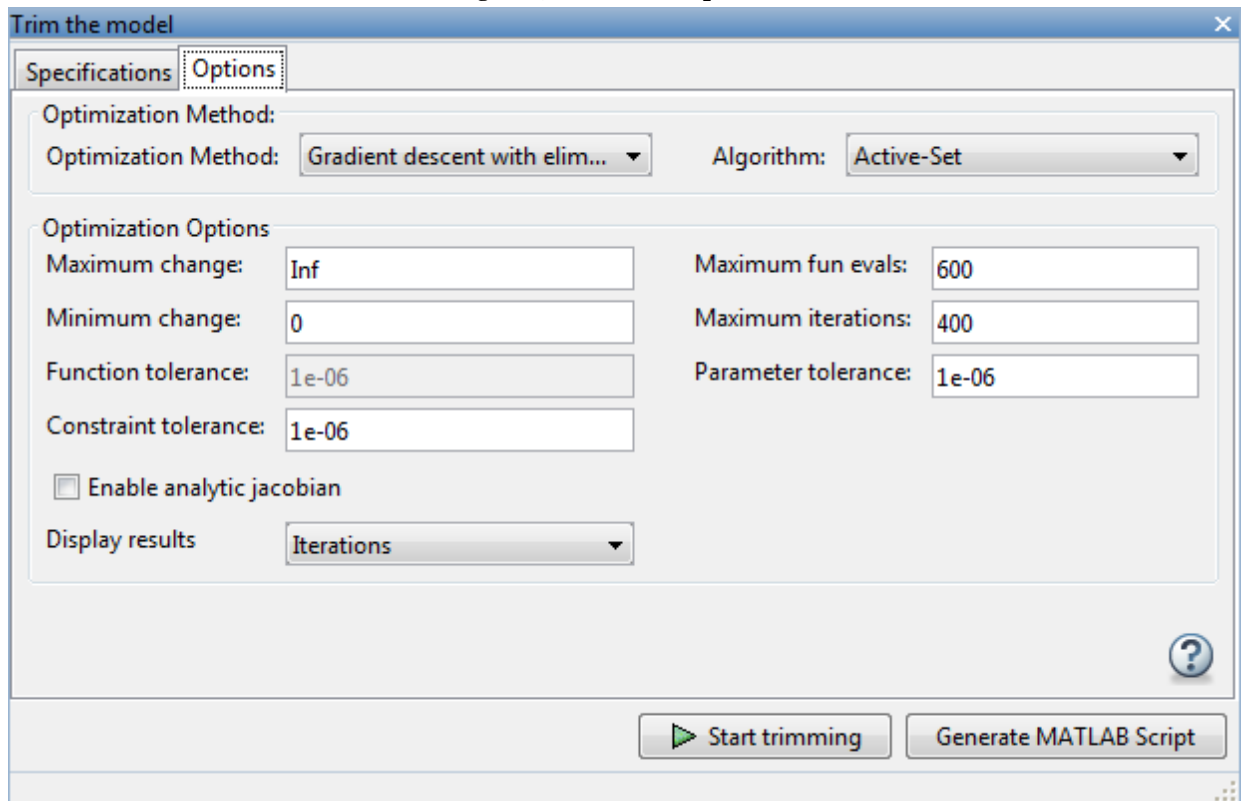 Trim the model
Specifications Options
Optimization Method:
Optimization Method: Gradient descent with elim... Algorithm: Active-Set
Optimization Options
Maximum change: Inf Maximum fun evals: 600
Minimum change: 0 Maximum iterations: 400
Function tolerance: 1e-06 Parameter tolerance: 1e-06
Constraint tolerance: 1e-06
Enable analytic jacobian
Display results Iterations
?
Start trimming Generate MATLAB Script